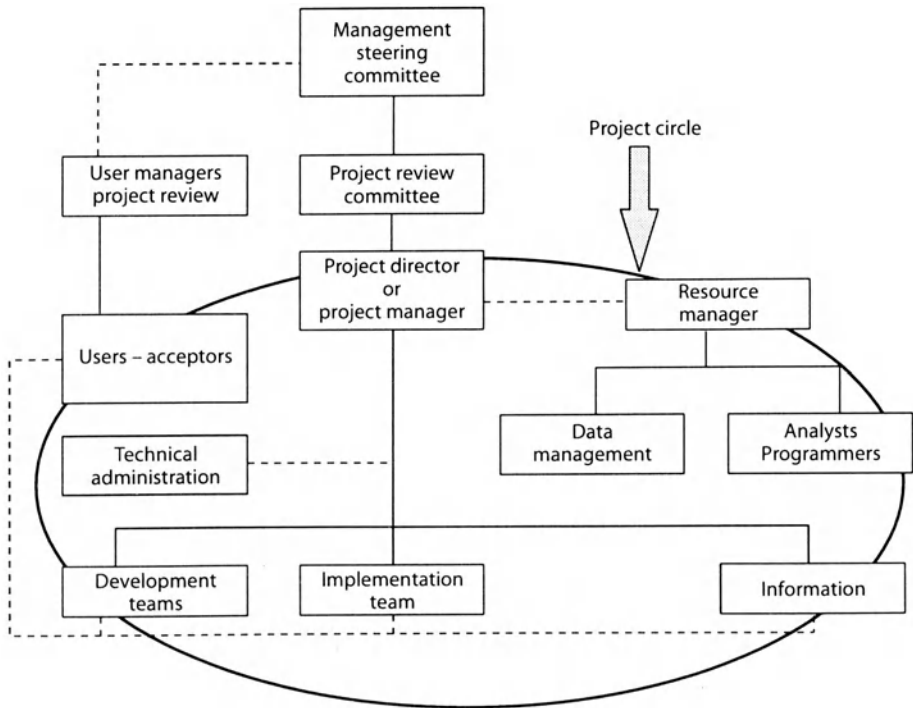 Management
steering
committee
Project circle
User managers
project review
Project review
committee
Project director
or
project manager
Resource
manager
Users – acceptors
Data
management
Analysts
Programmers
Technical
administration
Development
teams
Implementation
team
Information